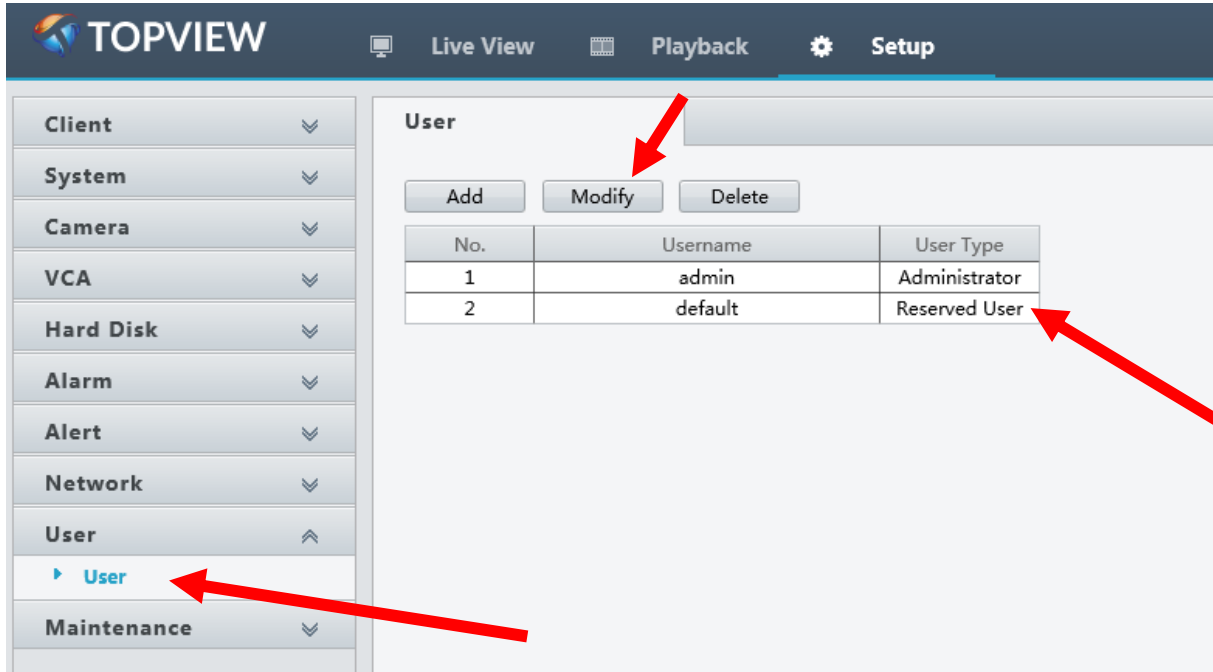 TOPVIEW
Live View
Playback
Setup
Client
System
Camera
VCA
Hard Disk
Alarm
Alert
Network
User
User
Maintenance
User
Add Modify Delete
No. Username User Type
1 admin Administrator
2 default Reserved User